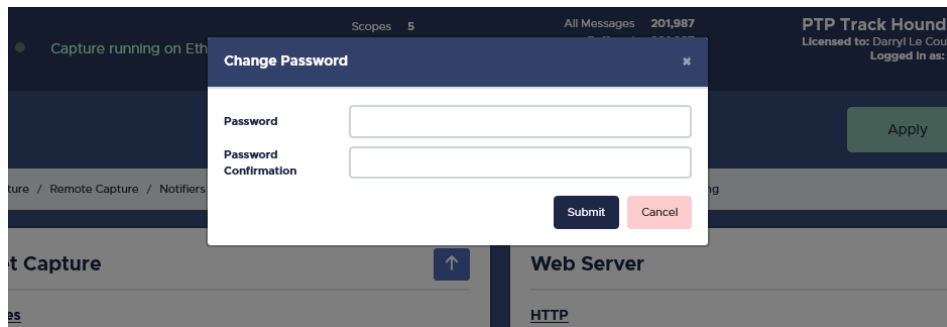 Scopes 5
All Messages 201,987
PTP Track Hound
Licensed to: Darryl Le Cou
Logged in as:
Capture running on Eth
Change Password
×
Password
Password
Confirmation
Apply
ture / Remote Capture / Notifiers
ng
Submit
Cancel
t Capture
↑
Web Server
es
HTTP